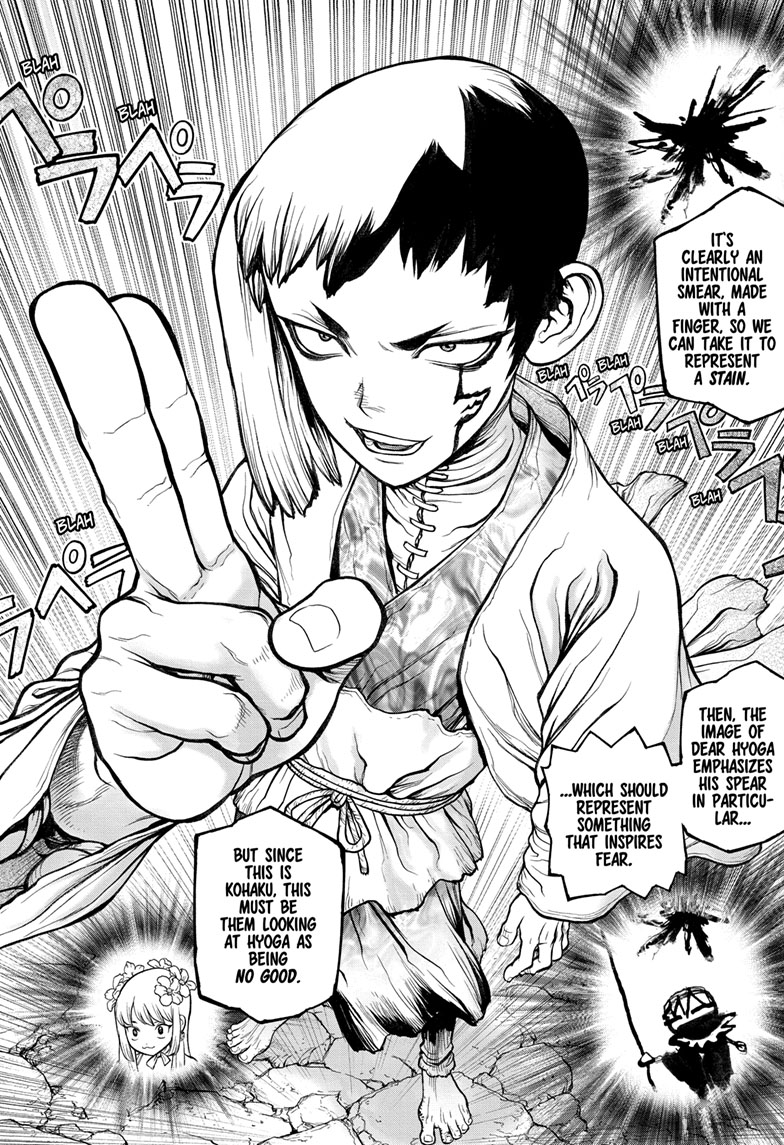 IT'S
CLEARLY AN
INTENTIONAL
SMEAR, MADE
WITH A
FINGER, SO WE
CAN TAKE IT TO
REPRESENT
A STAIN.
BLAH
ペラ
BLAH
ペラ
BLAH
ペラ
BLAH
ペラ
BLAH
ペラ
BLAH
BLAH
ペラ
BLAH
ペラ
THEN, THE
IMAGE OF
DEAR HYOGA
EMPHASIZES
HIS SPEAR
IN PARTICU-
LAR...
...WHICH SHOULD
REPRESENT
SOMETHING
THAT INSPIRES
FEAR.
BUT SINCE
THIS IS
KOHAKU, THIS
MUST BE
THEM LOOKING
AT HYOGA AS
BEING
NO GOOD.